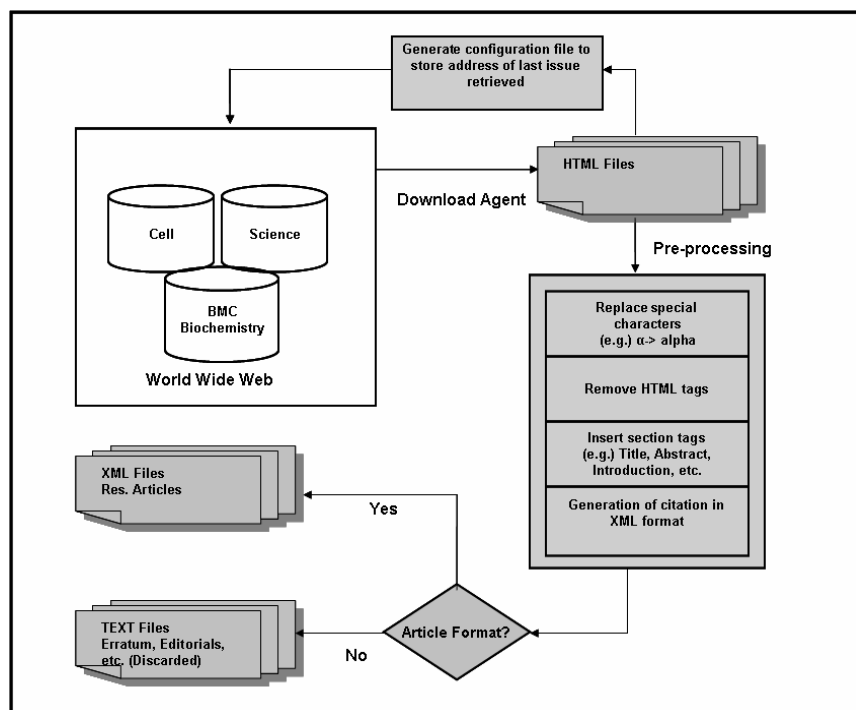 Generate configuration file to
store address of last issue
retrieved
HTML Files
Download Agent
Cell
Science
BMC
Biochemistry
World Wide Web
Pre-processing
Replace special
characters
(e.g.) α-> alpha
Remove HTML tags
Insert section tags
(e.g.) Title, Abstract,
Introduction, etc.
Generation of citation in
XML format
XML Files
Res. Articles
Yes
Article Format?
No
TEXT Files
Erratum, Editorials,
etc. (Discarded)